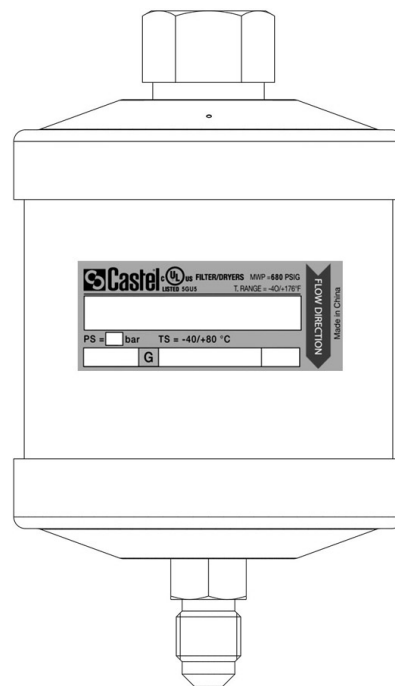 Castel c UL us FILTER/DRYERS MWP =680 PSIG
LISTED 5GU5 T. RANGE = -40/+176°F
PS = bar TS = -40/+80 °C
G
FLOW DIRECTION
Made in China